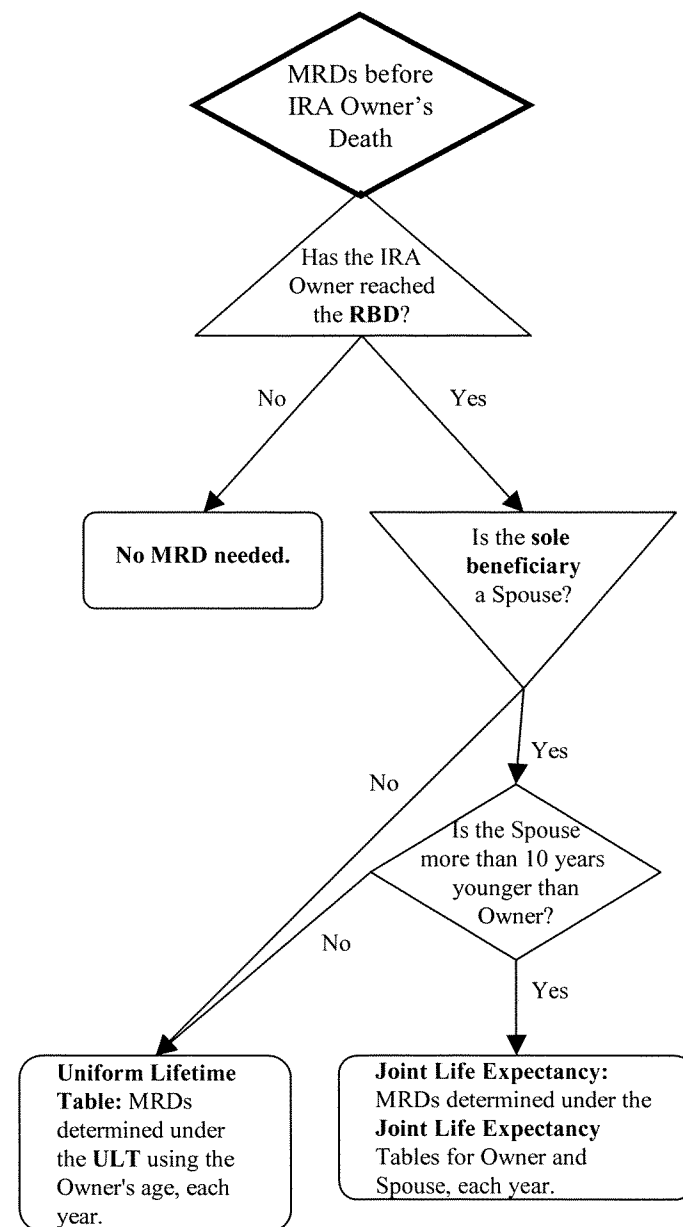 MRDs before
IRA Owner's
Death
Has the IRA
Owner reached
the RBD?
No
Yes
No MRD needed.
Is the sole
beneficiary
a Spouse?
No
Yes
Is the Spouse
more than 10 years
younger than
Owner?
No
Yes
Uniform Lifetime
Table: MRDs
determined under
the ULT using the
Owner's age, each
year.
Joint Life Expectancy:
MRDs determined under the
Joint Life Expectancy
Tables for Owner and
Spouse, each year.